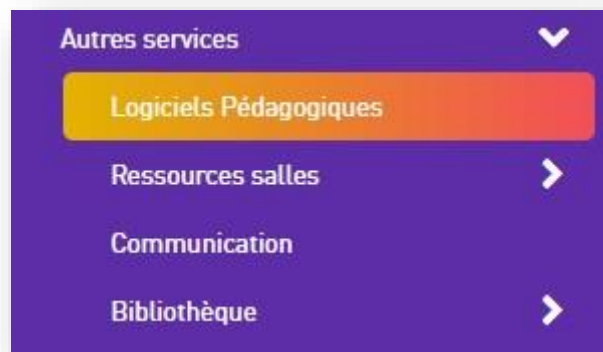 Autres services
Logiciels Pédagogiques
Ressources salles
Communication
Bibliothèque